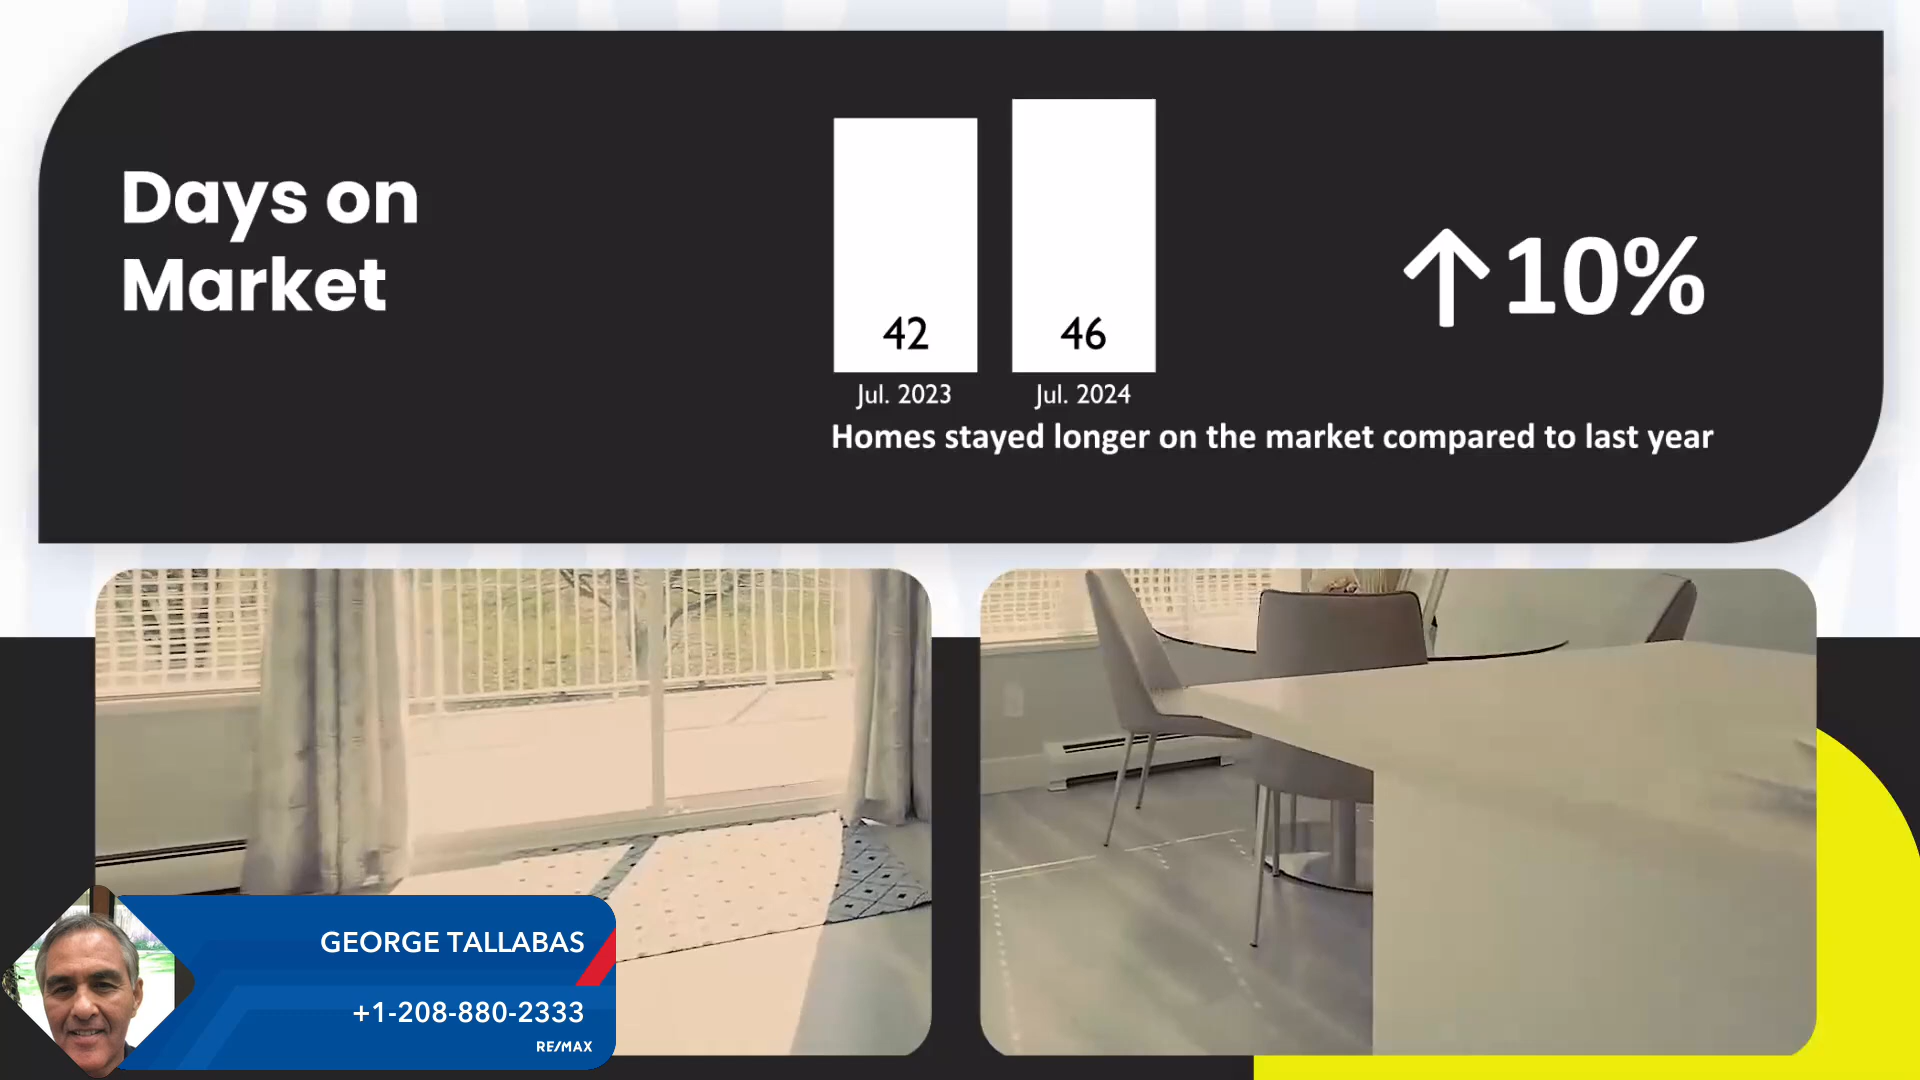 Days on
Market
42
46
Jul. 2023
Jul. 2024
↑10%
Homes stayed longer on the market compared to last year
GEORGE TALLABAS
+1-208-880-2333
RE/MAX